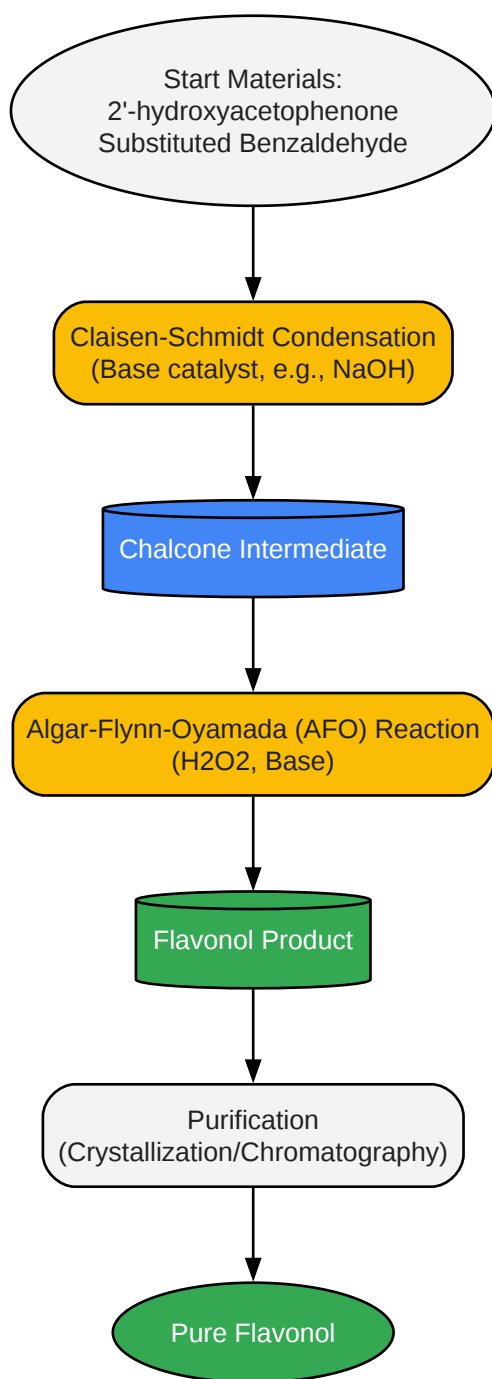 Start Materials:
2'-hydroxyacetophenone
Substituted Benzaldehyde
Claisen-Schmidt Condensation
(Base catalyst, e.g., NaOH)
Chalcone Intermediate
Algar-Flynn-Oyamada (AFO) Reaction
(H2O2, Base)
Flavonol Product
Purification
(Crystallization/Chromatography)
Pure Flavonol